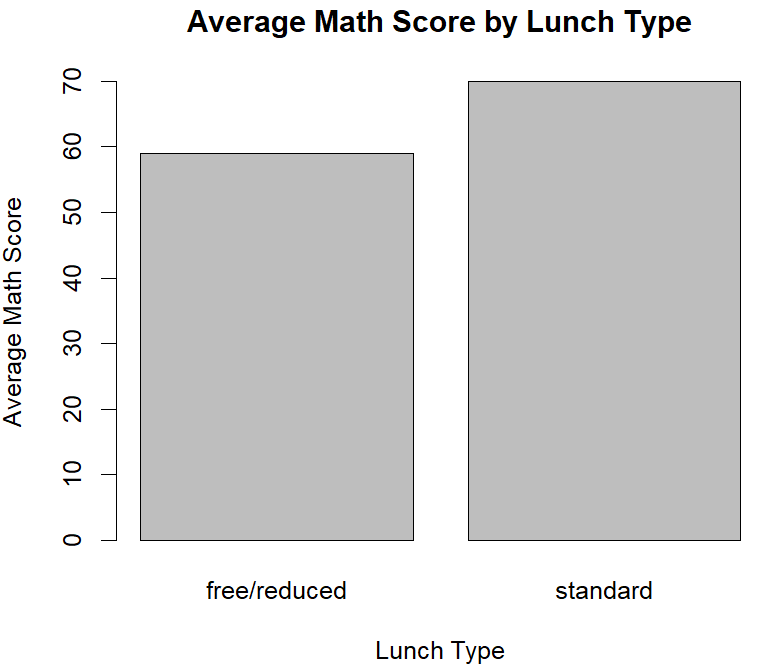 Average Math Score by Lunch Type
Average Math Score
70
60
50
40
30
20
10
0
free/reduced
standard
Lunch Type